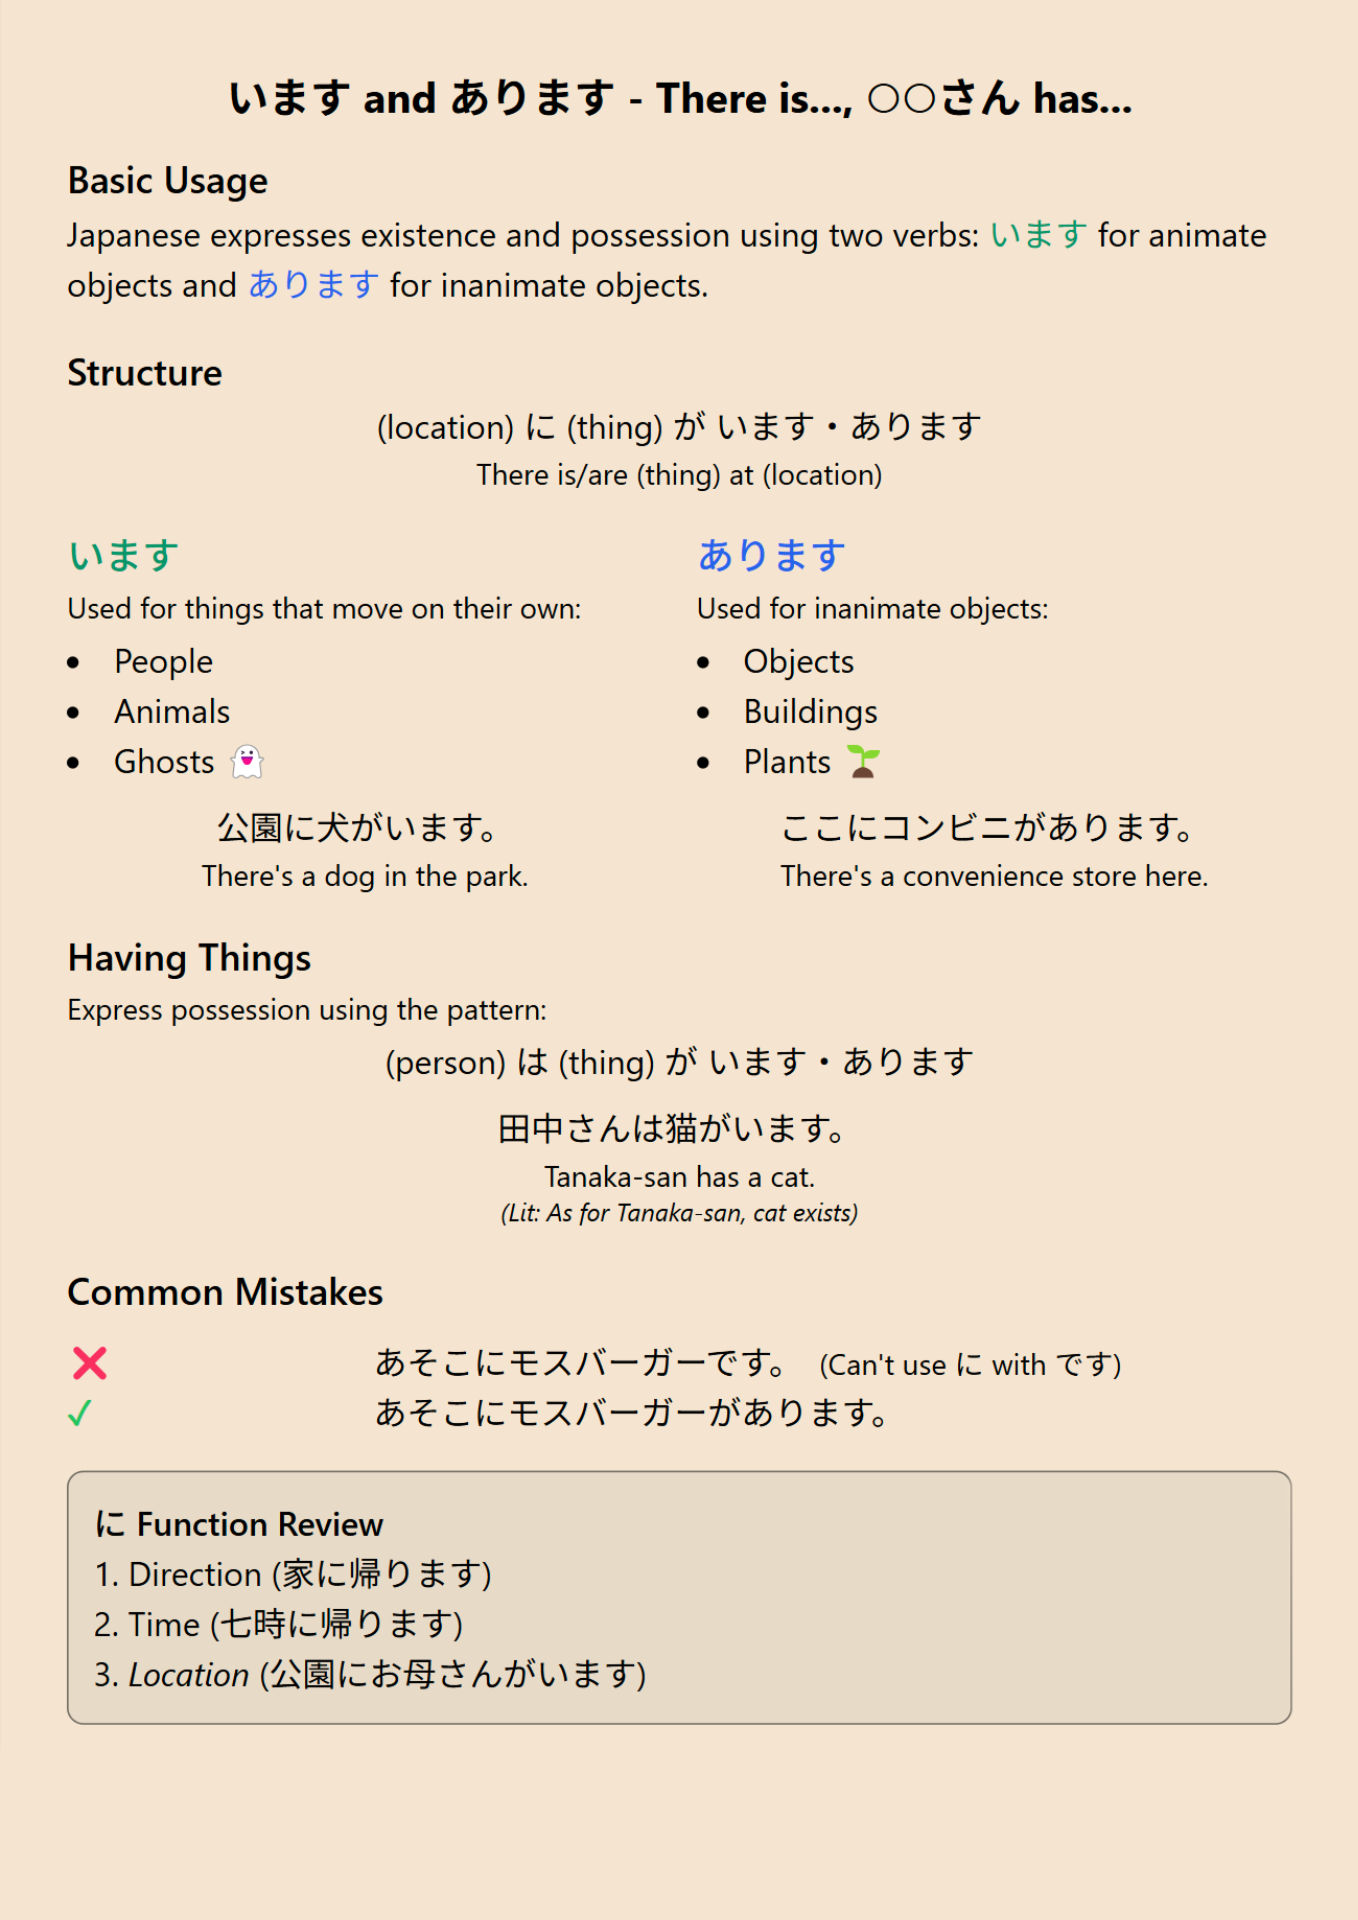 います and あります - There is..., ○○さん has...
Basic Usage
Japanese expresses existence and possession using two verbs: います for animate
objects and あります for inanimate objects.
Structure
(location) に (thing) が います・あります
There is/are (thing) at (location)
います
Used for things that move on their own:
• People
• Animals
• Ghosts 👻
公園に犬がいます。
There's a dog in the park.
あります
Used for inanimate objects:
• Objects
• Buildings
• Plants 🌱
ここにコンビニがあります。
There's a convenience store here.
Having Things
Express possession using the pattern:
(person) は (thing) が います・あります
田中さんは猫がいます。
Tanaka-san has a cat.
(Lit: As for Tanaka-san, cat exists)
Common Mistakes
❌ あそこにモスバーガーです。 (Can't use に with です)
✓ あそこにモスバーガーがあります。
に Function Review
1. Direction (家に帰ります)
2. Time (七時に帰ります)
3. Location (公園にお母さんがいます)